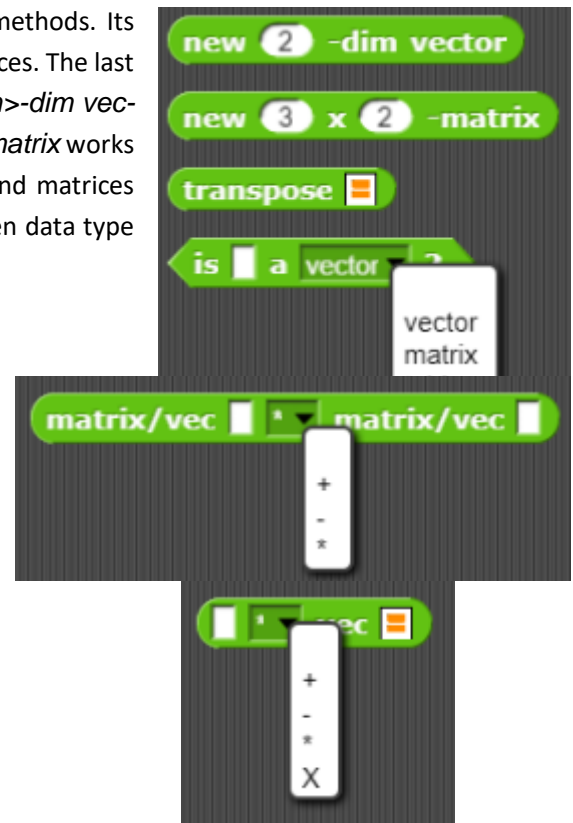 methods. Its
ces. The last
n>-dim vec-
matrix works
nd matrices
en data type
new 2 -dim vector
new 3 x 2 -matrix
transpose
is a vector ?
vector
matrix
matrix/vec * matrix/vec
+
-
*
* vec
+
-
*
X